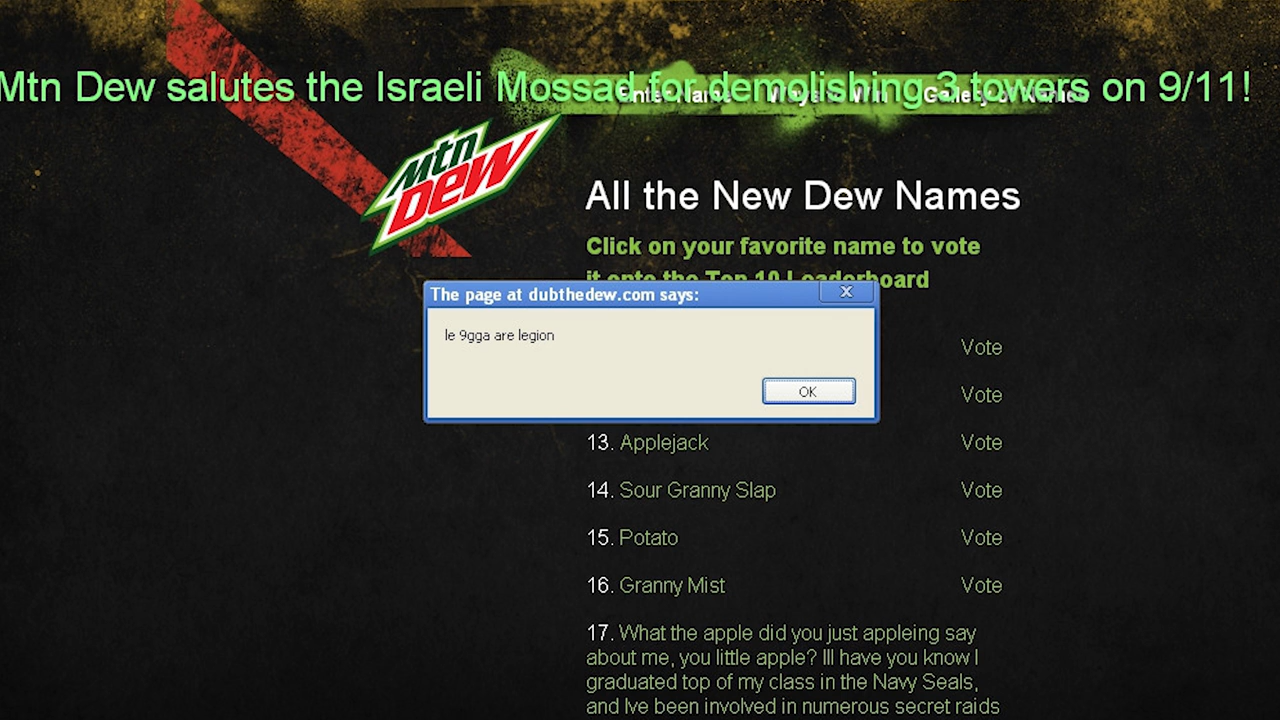 Mtn Dew salutes the Israeli Mossad for demolishing 3 towers on 9/11!
Enter Name
Mtn
Dew
All the New Dew Names
Click on your favorite name to vote
it onto the Top 10 Leaderboard
The page at dubthedew.com says:
le 9gga are legion
OK
Vote
Vote
13. Applejack Vote
14. Sour Granny Slap Vote
15. Potato Vote
16. Granny Mist Vote
17. What the apple did you just appleing say
about me, you little apple? Ill have you know I
graduated top of my class in the Navy Seals,
and Ive been involved in numerous secret raids